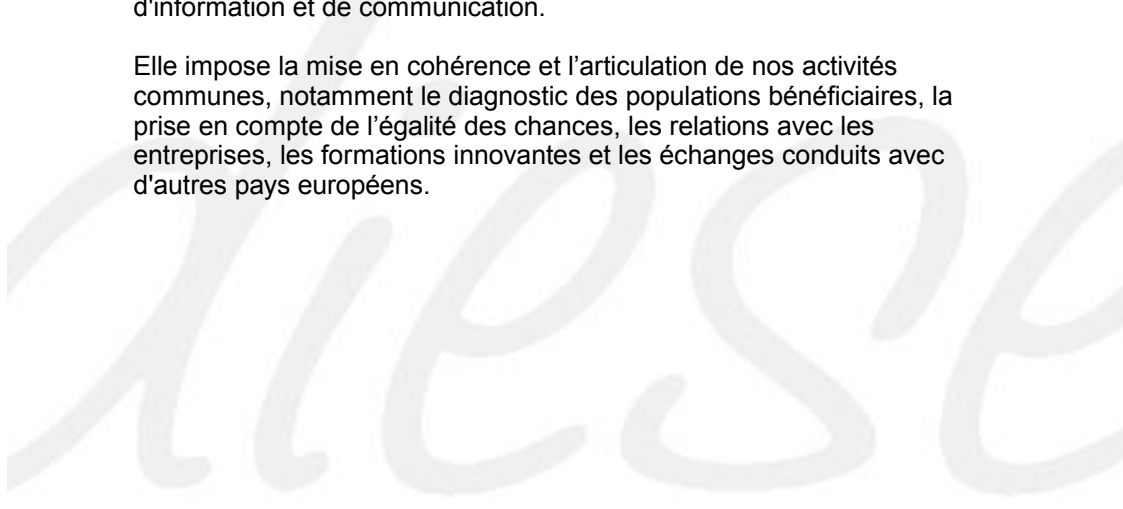 d'information et de communication.
Elle impose la mise en cohérence et l’articulation de nos activités
communes, notamment le diagnostic des populations bénéficiaires, la
prise en compte de l’égalité des chances, les relations avec les
entreprises, les formations innovantes et les échanges conduits avec
d'autres pays européens.
diese